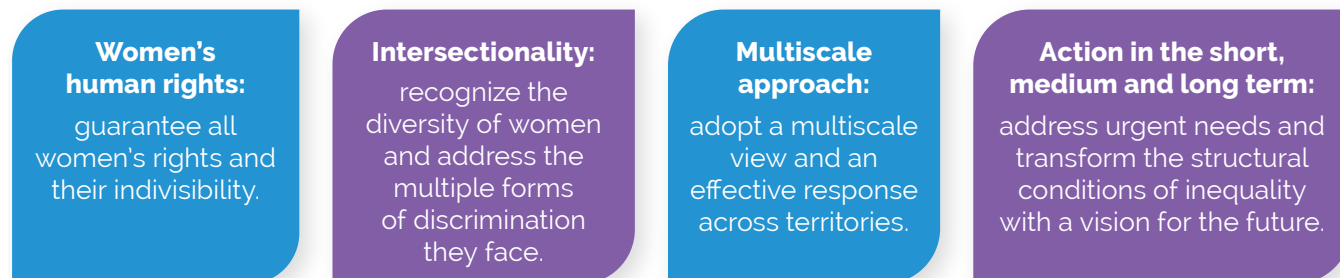 Women's
human rights:
guarantee all
women's rights and
their indivisibility.
Intersectionality:
recognize the
diversity of women
and address the
multiple forms
of discrimination
they face.
Multiscale
approach:
adopt a multiscale
view and an
effective response
across territories.
Action in the short,
medium and long term:
address urgent needs and
transform the structural
conditions of inequality
with a vision for the future.